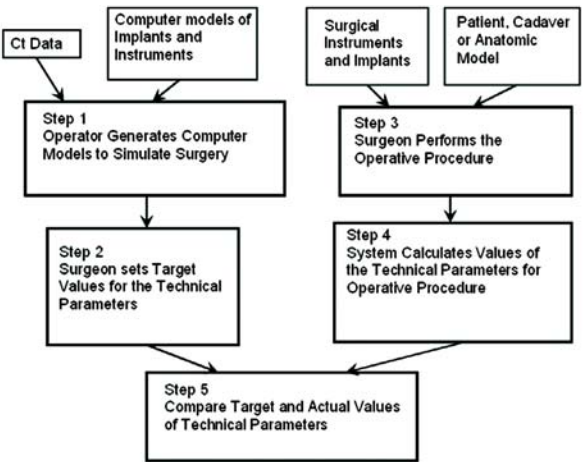 Ct Data
Computer models of
Implants and
Instruments
Surgical
Instruments
and Implants
Patient, Cadaver
or Anatomic
Model
Step 1
Operator Generates Computer
Models to Simulate Surgery
Step 3
Surgeon Performs the
Operative Procedure
Step 2
Surgeon sets Target
Values for the Technical
Parameters
Step 4
System Calculates Values of
the Technical Parameters for
Operative Procedure
Step 5
Compare Target and Actual Values
of Technical Parameters